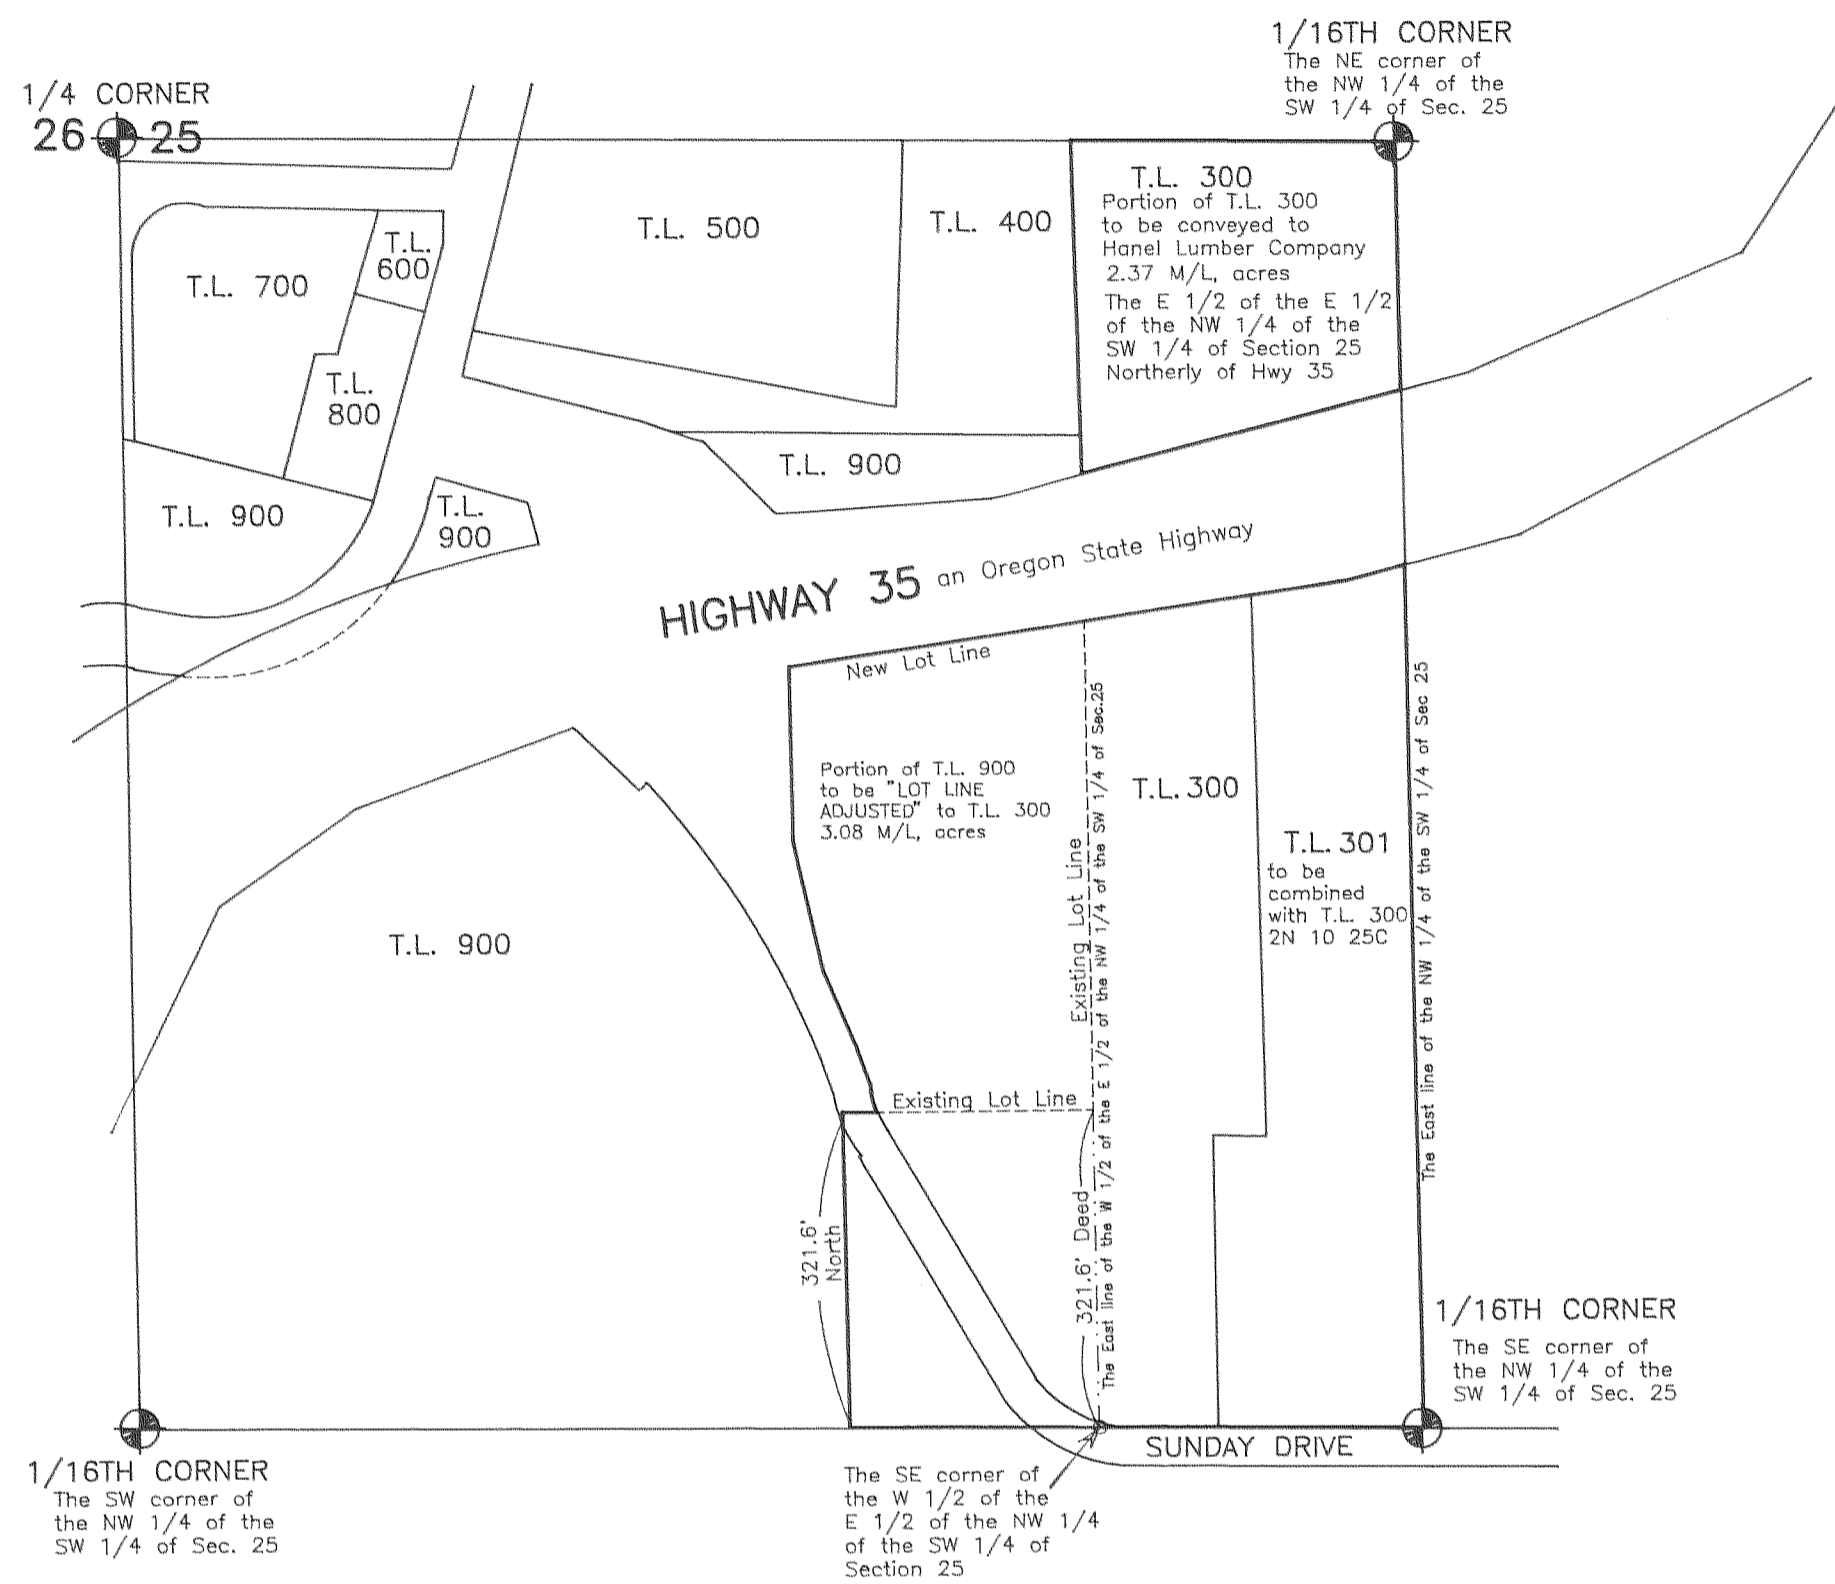 1/16TH CORNER
The NE corner of
the NW 1/4 of the
SW 1/4 of Sec. 25
1/4 CORNER
26 25
T.L. 300
Portion of T.L. 300
to be conveyed to
Hanel Lumber Company
2.37 M/L, acres
The E 1/2 of the E 1/2
of the NW 1/4 of the
SW 1/4 of Section 25
Northerly of Hwy 35
T.L. 500
T.L. 400
T.L.
600
T.L. 700
T.L.
800
T.L. 900
T.L. 900
T.L.
900
HIGHWAY 35 an Oregon State Highway
New Lot Line
Portion of T.L. 900
to be "LOT LINE
ADJUSTED" to T.L. 300
3.08 M/L, acres
Existing Lot Line
The East line of the W 1/2 of the E 1/2 of the NW 1/4 of the SW 1/4 of Sec.25
T.L. 300
T.L. 301
to be
combined
with T.L. 300
2N 10 25C
The East line of the NW 1/4 of the SW 1/4 of Sec 25
T.L. 900
Existing Lot Line
321.6'
North
321.6' Deed
1/16TH CORNER
The SE corner of
the NW 1/4 of the
SW 1/4 of Sec. 25
SUNDAY DRIVE
1/16TH CORNER
The SW corner of
the NW 1/4 of the
SW 1/4 of Sec. 25
The SE corner of
the W 1/2 of the
E 1/2 of the NW 1/4
of the SW 1/4 of
Section 25